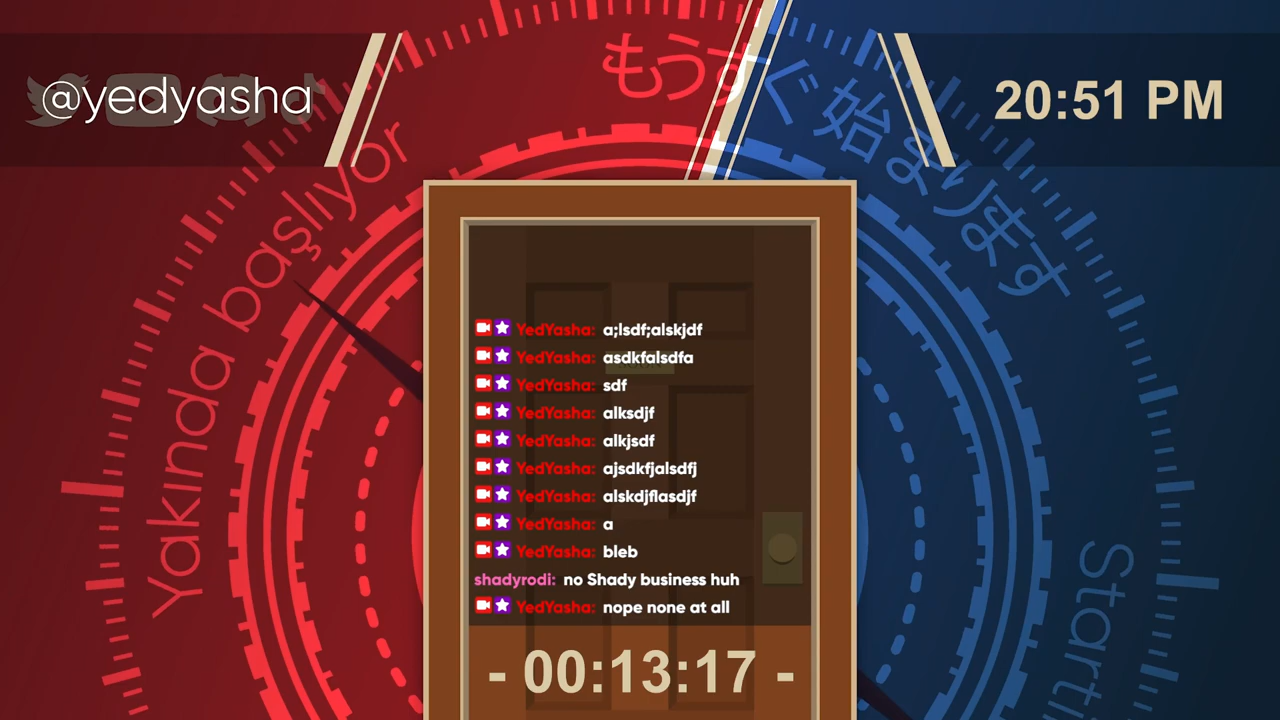 @yedyasha
20:51 PM
もうすぐ始まります
Yakında başlıyor
Starti
YedYasha: a;lsdf;alskjdf
YedYasha: asdkfalsdfa
YedYasha: sdf
YedYasha: alksdjf
YedYasha: alkjsdf
YedYasha: ajsdkfjalsdfj
YedYasha: alskdjflasdjf
YedYasha: a
YedYasha: bleb
shadyrodi: no Shady business huh
YedYasha: nope none at all
- 00:13:17 -